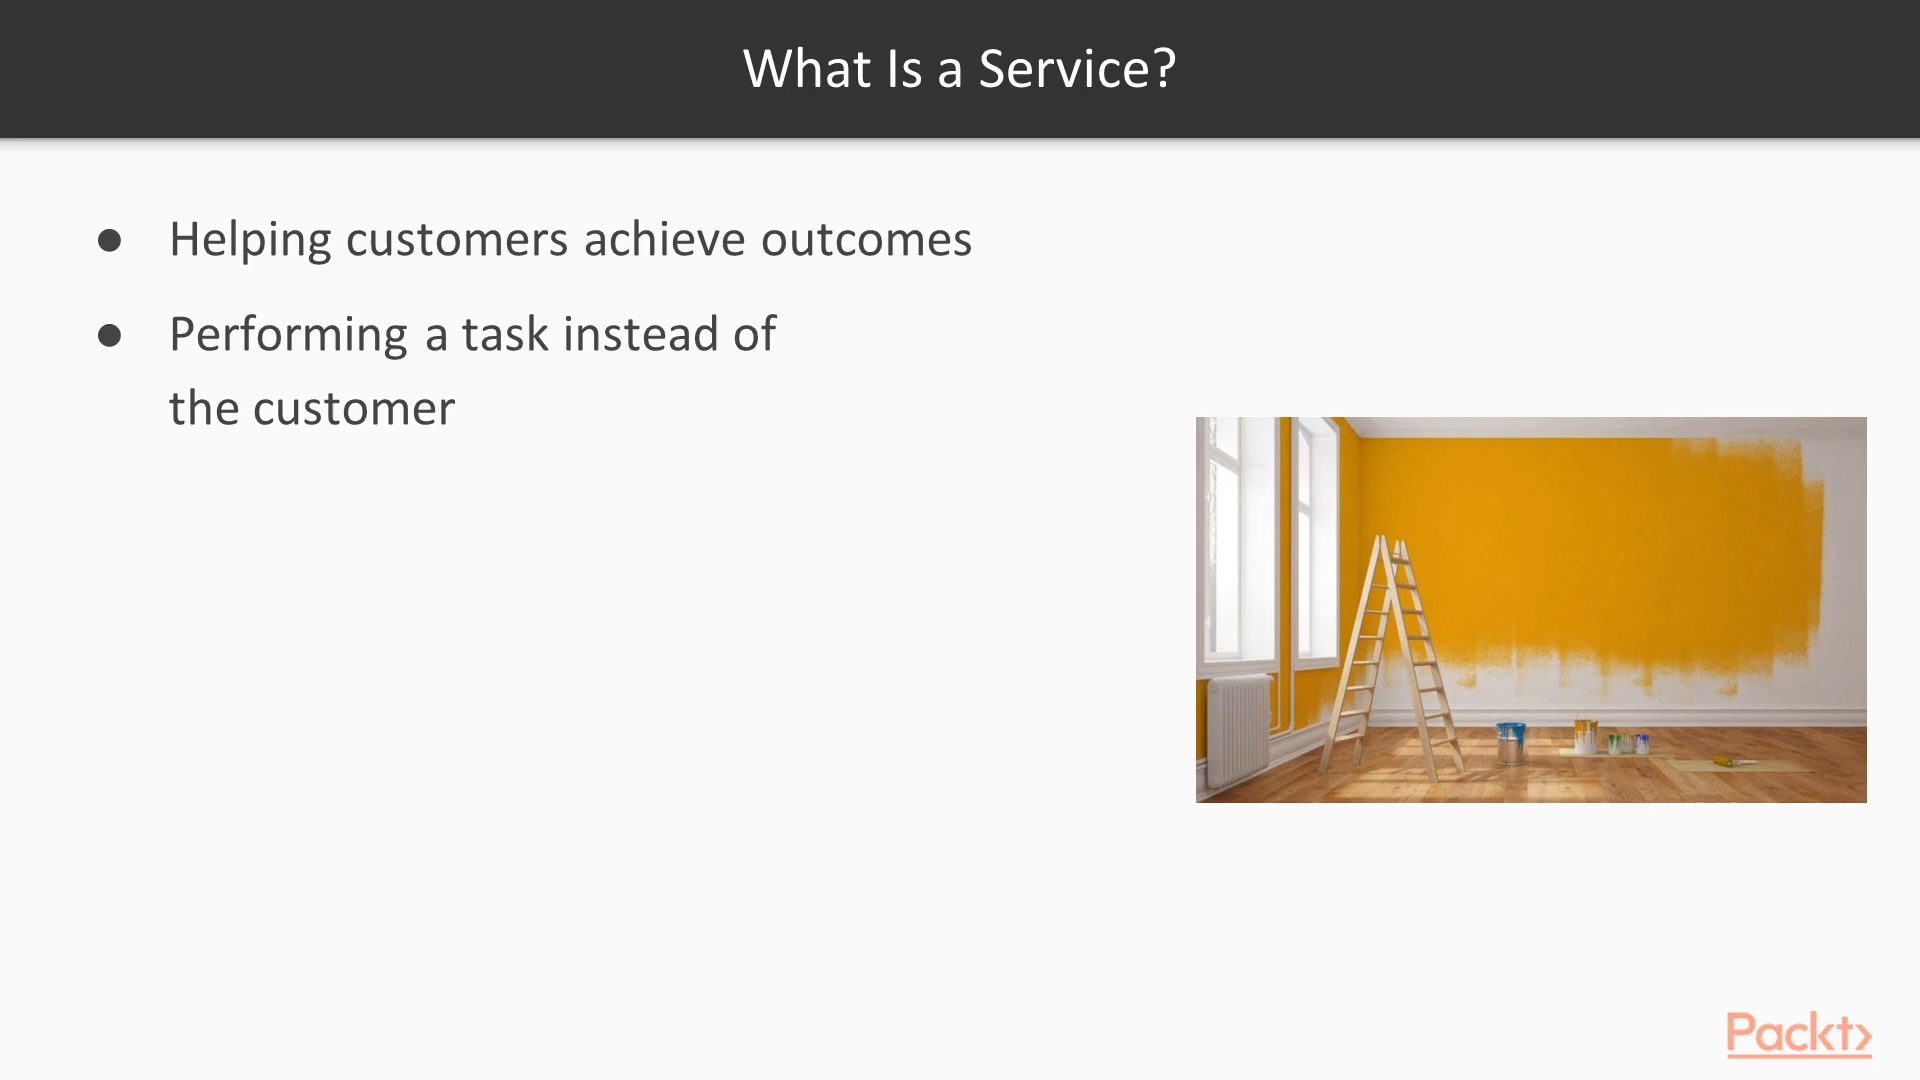 What Is a Service?
● Helping customers achieve outcomes
● Performing a task instead of
the customer
Packt>